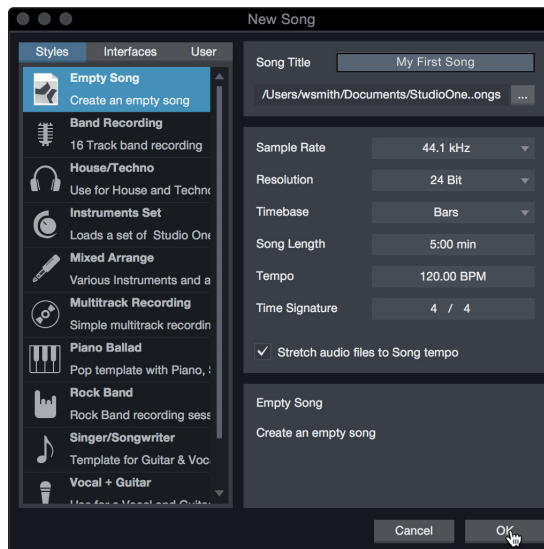 New Song
Styles Interfaces User
Empty Song
Create an empty song
Band Recording
16 Track band recording
House/Techno
Use for House and Techno
Instruments Set
Loads a set of Studio One
Mixed Arrange
Various Instruments and a
Multitrack Recording
Simple multitrack recordin
Piano Ballad
Pop template with Piano,
Rock Band
Rock Band recording sess
Singer/Songwriter
Template for Guitar & Voc
Vocal + Guitar
Song Title My First Song
/Users/wsmith/Documents/StudioOne..ongs ...
Sample Rate 44.1 kHz
Resolution 24 Bit
Timebase Bars
Song Length 5:00 min
Tempo 120.00 BPM
Time Signature 4 / 4
Stretch audio files to Song tempo
Empty Song
Create an empty song
Cancel OK